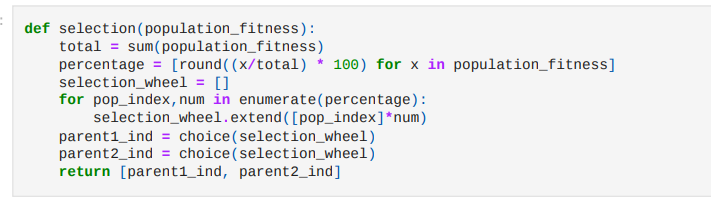 :
def selection(population_fitness):
    total = sum(population_fitness)
    percentage = [round((x/total) * 100) for x in population_fitness]
    selection_wheel = []
    for pop_index,num in enumerate(percentage):
        selection_wheel.extend([pop_index]*num)
    parent1_ind = choice(selection_wheel)
    parent2_ind = choice(selection_wheel)
    return [parent1_ind, parent2_ind]